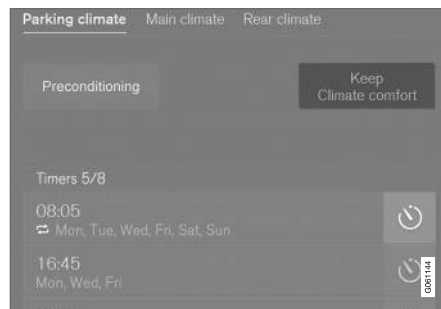 Parking climate Main climate Rear climate
Preconditioning
Keep
Climate comfort
Timers 5/8
08:05
Mon, Tue, Wed, Fri, Sat, Sun
16:45
Mon, Wed, Fri
G061144